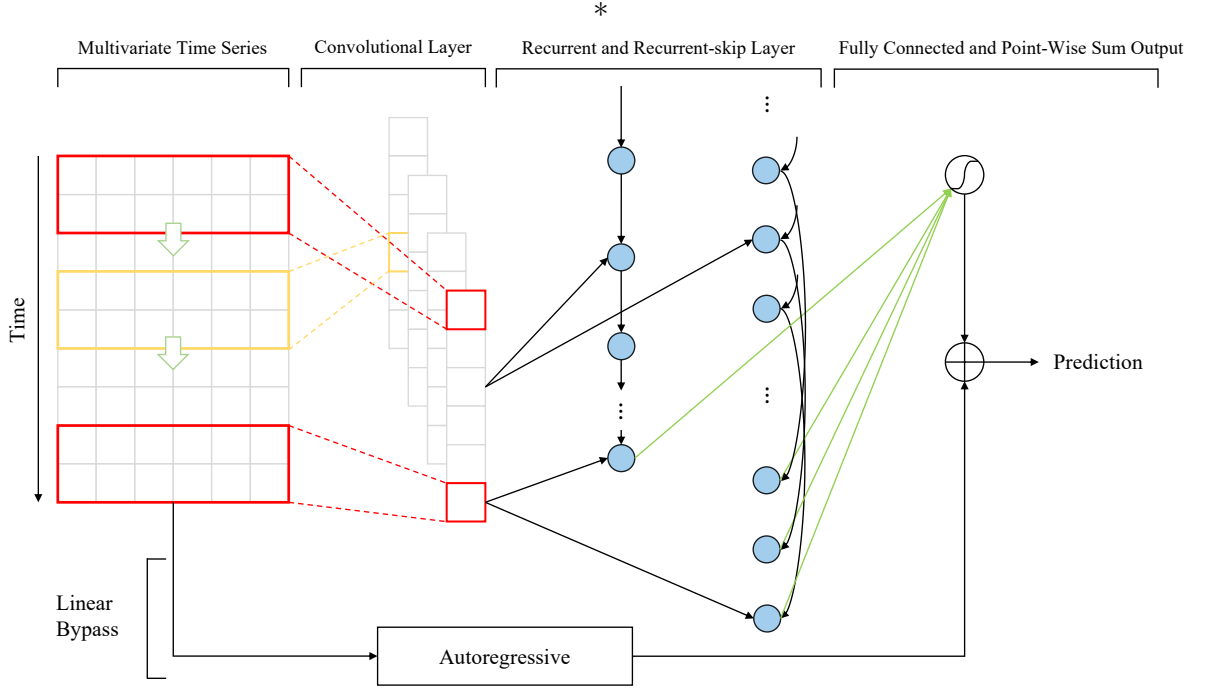 *
Multivariate Time Series
Convolutional Layer
Recurrent and Recurrent-skip Layer
Fully Connected and Point-Wise Sum Output
Time
...
...
...
Prediction
Linear
Bypass
Autoregressive